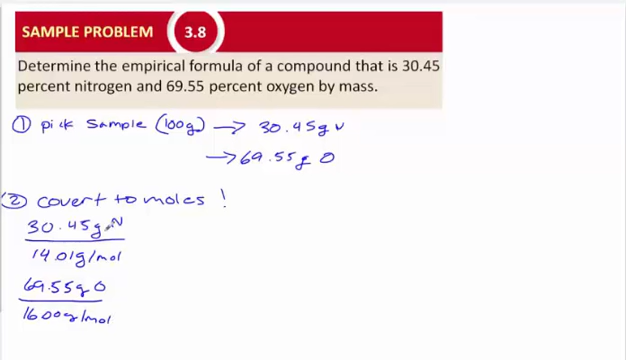 SAMPLE PROBLEM 3.8
Determine the empirical formula of a compound that is 30.45
percent nitrogen and 69.55 percent oxygen by mass.
① pick sample (100g) → 30.45g N
→ 69.55g O
② covert to moles !
30.45g N
14.01g/mol
69.55g O
16.00g/mol